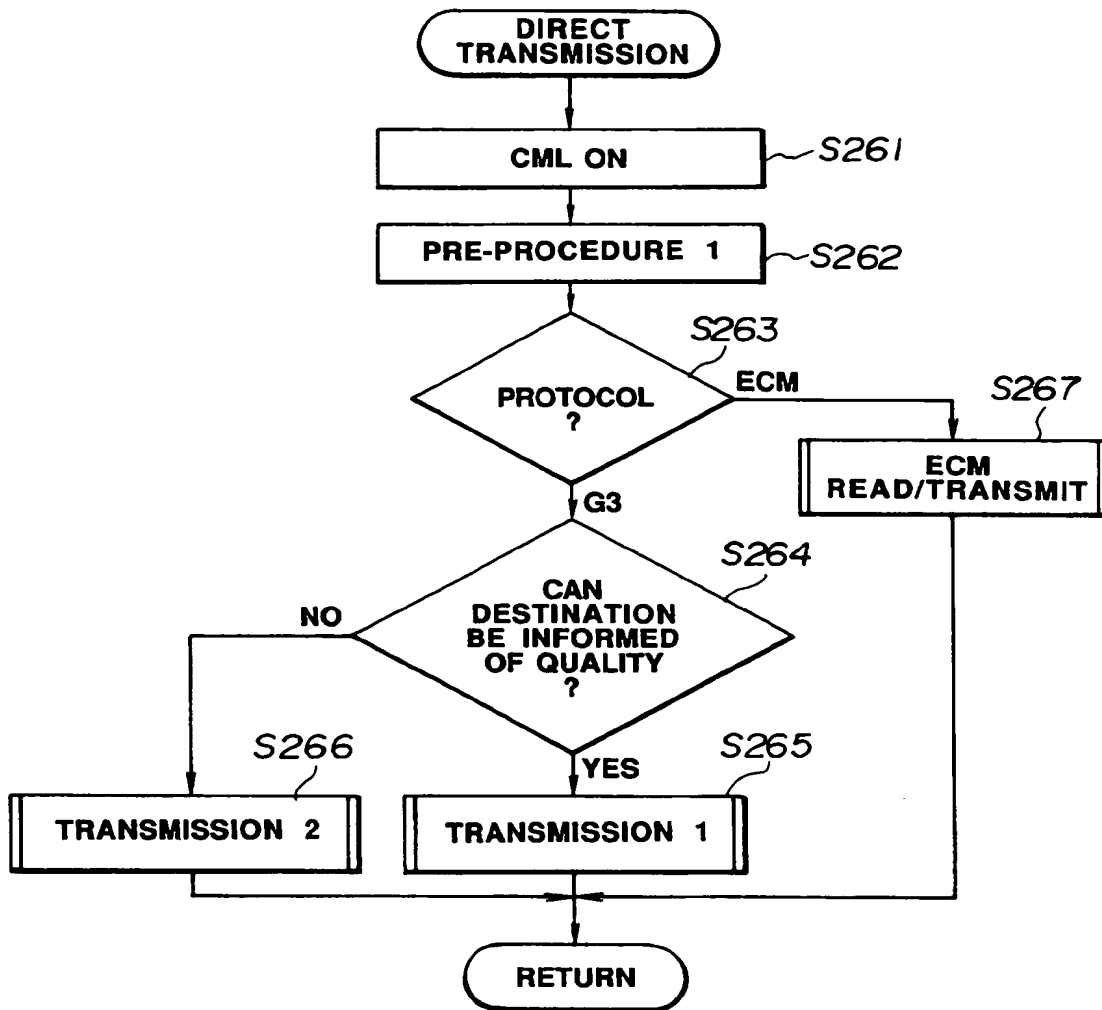 DIRECT
TRANSMISSION
CML ON
S261
PRE-PROCEDURE 1
S262
S263
PROTOCOL
?
ECM
S267
ECM
READ/TRANSMIT
G3
S264
CAN
DESTINATION
BE INFORMED
OF QUALITY
?
NO
YES
S266
TRANSMISSION 2
S265
TRANSMISSION 1
RETURN